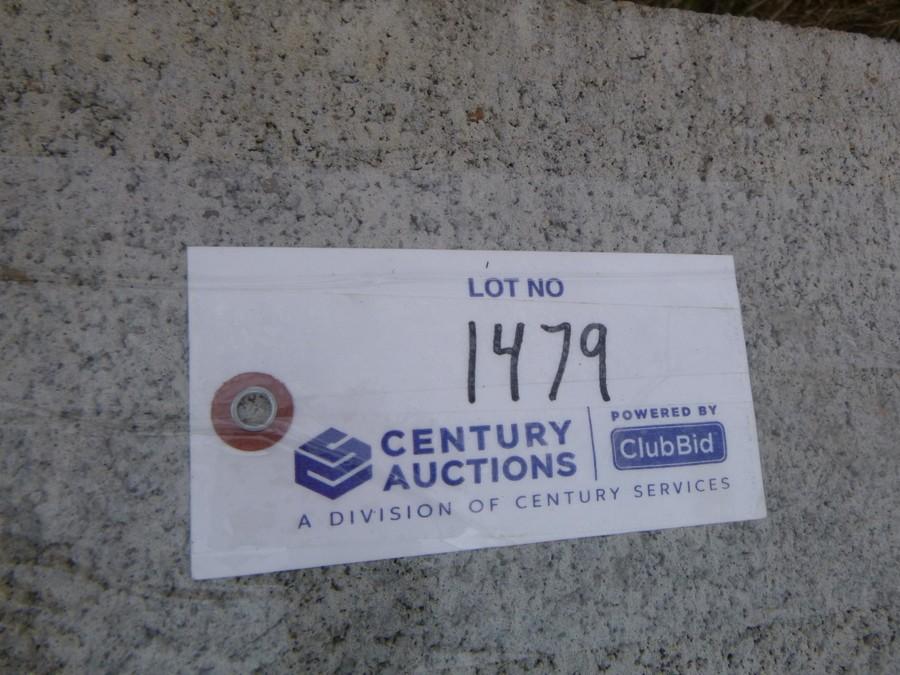 LOT NO
1479
CENTURY AUCTIONS
POWERED BY
ClubBid
A DIVISION OF CENTURY SERVICES